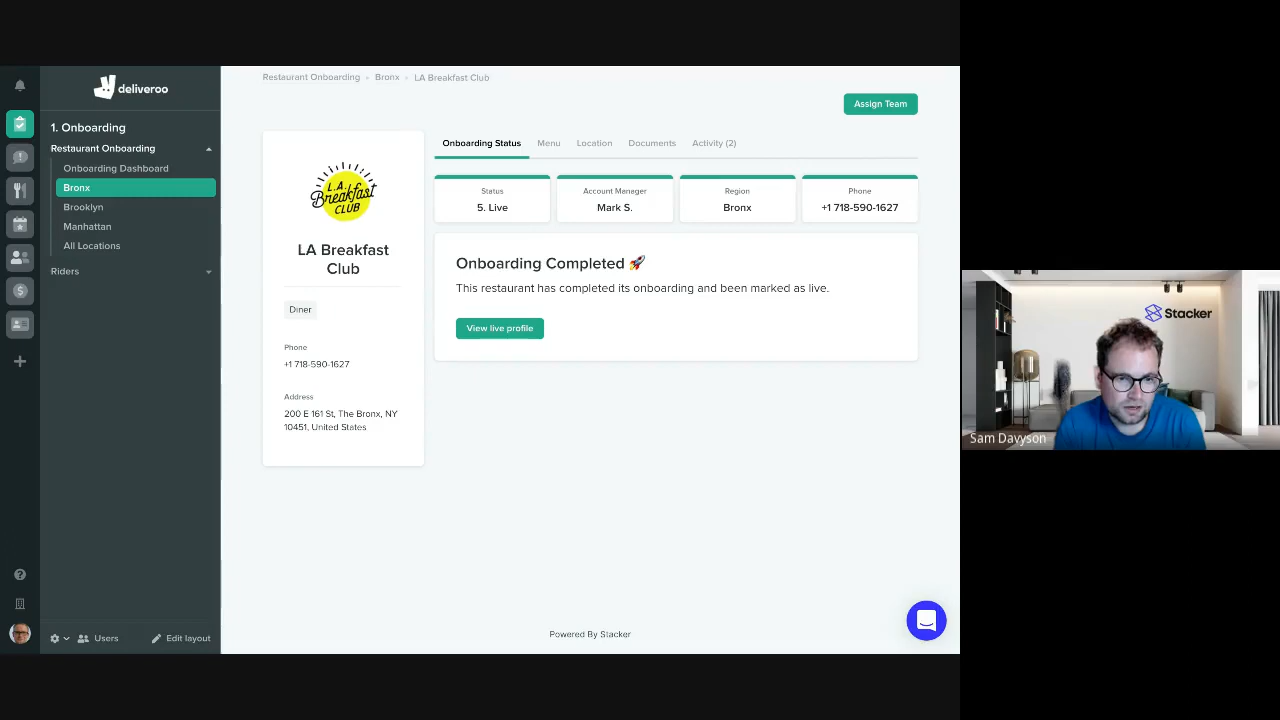 deliveroo
1. Onboarding
Restaurant Onboarding
Onboarding Dashboard
Bronx
Brooklyn
Manhattan
All Locations
Riders
Users
Edit layout
Restaurant Onboarding • Bronx • LA Breakfast Club
Assign Team
L.A.
Breakfast
CLUB
LA Breakfast
Club
Diner
Phone
+1 718-590-1627
Address
200 E 161 St, The Bronx, NY
10451, United States
Onboarding Status Menu Location Documents Activity (2)
Status
5. Live
Account Manager
Mark S.
Region
Bronx
Phone
+1 718-590-1627
Onboarding Completed 🚀
This restaurant has completed its onboarding and been marked as live.
View live profile
Powered By Stacker
Stacker
Sam Davyson